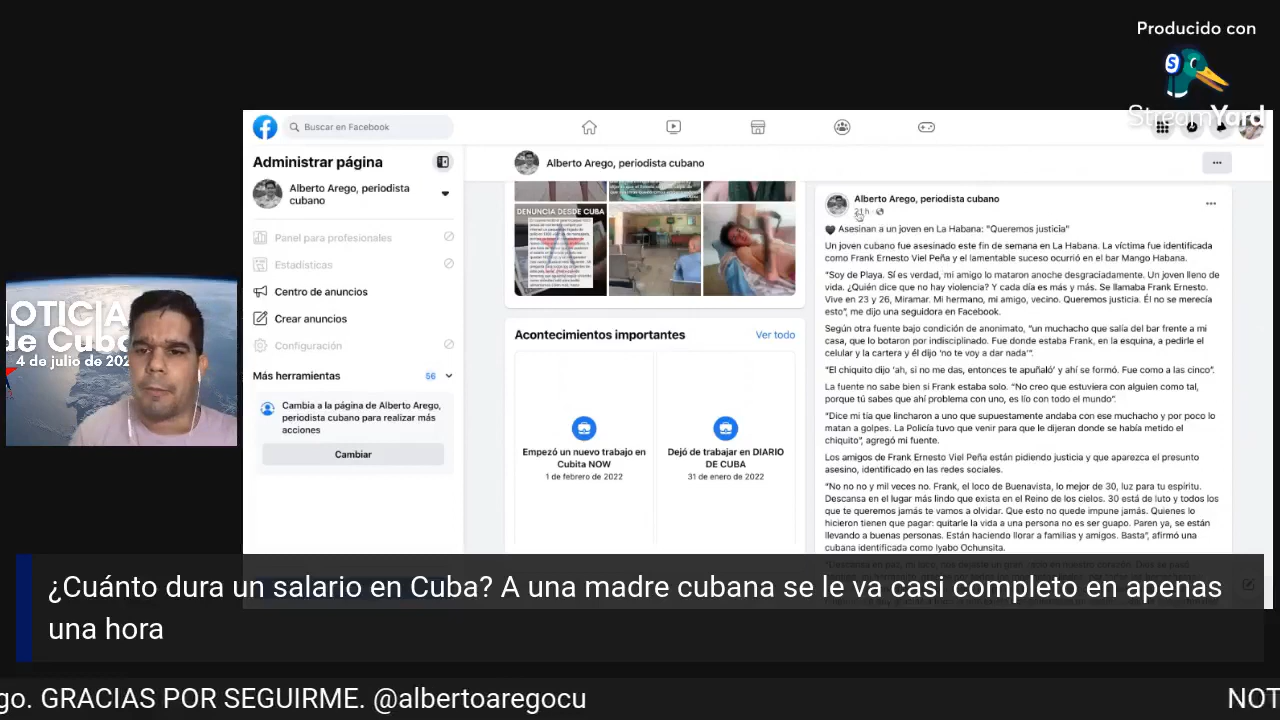 Producido con
StreamYard
Buscar en Facebook
Administrar página
Alberto Arego, periodista
cubano
Panel para profesionales
Estadísticas
Centro de anuncios
Crear anuncios
Configuración
Más herramientas
56
Cambia a la página de Alberto Arego,
periodista cubano para realizar más
acciones
Cambiar
Alberto Arego, periodista cubano
DENUNCIA DESDE CUBA
Acontecimientos importantes
Ver todo
Empezó un nuevo trabajo en
Cubita NOW
1 de febrero de 2022
Dejó de trabajar en DIARIO
DE CUBA
31 de enero de 2022
Alberto Arego, periodista cubano
21 h
Asesinan a un joven en La Habana: "Queremos justicia"
Un joven cubano fue asesinado este fin de semana en La Habana. La víctima fue identificada
como Frank Ernesto Viel Peña y el lamentable suceso ocurrió en el bar Mango Habana.
"Soy de Playa. SÍ es verdad, mi amigo lo mataron anoche desgraciadamente. Un joven lleno de
vida. ¿Quién dice que no hay violencia? Y cada día es más y más. Se llamaba Frank Ernesto.
Vive en 23 y 26, Miramar. Mi hermano, mi amigo, vecino. Queremos justicia. Él no se merecía
esto", me dijo una seguidora en Facebook.
Según otra fuente bajo condición de anonimato, "un muchacho que salía del bar frente a mi
casa, que lo botaron por indisciplinado. Fue donde estaba Frank, en la esquina, a pedirle el
celular y la cartera y él dijo 'no te voy a dar nada'".
"El chiquito dijo 'ah, si no me das, entonces te apuñaló' y ahí se formó. Fue como a las cinco".
La fuente no sabe bien si Frank estaba solo. "No creo que estuviera con alguien como tal,
porque tú sabes que ahí problema con uno, es lío con todo el mundo".
"Dice mi tía que lincharon a uno que supuestamente andaba con ese muchacho y por poco lo
matan a golpes. La Policía tuvo que venir para que le dijeran donde se había metido el
chiquito", agregó mi fuente.
Los amigos de Frank Ernesto Viel Peña están pidiendo justicia y que aparezca el presunto
asesino, identificado en las redes sociales.
"No no no y mil veces no. Frank, el loco de Buenavista, lo mejor de 30, luz para tu espíritu.
Descansa en el lugar más lindo que exista en el Reino de los cielos. 30 está de luto y todos los
que te queremos jamás te vamos a olvidar. Que esto no quede impune jamás. Quienes lo
hicieron tienen que pagar: quitarle la vida a una persona no es ser guapo. Paren ya, se están
llevando a buenas personas. Están haciendo llorar a familias y amigos. Basta", afirmó una
cubana identificada como Iyabo Ochunsita.
OTICIA
de Cuba
4 de julio de 202
¿Cuánto dura un salario en Cuba? A una madre cubana se le va casi completo en apenas
una hora
go. GRACIAS POR SEGUIRME. @albertoaregocu
NOT